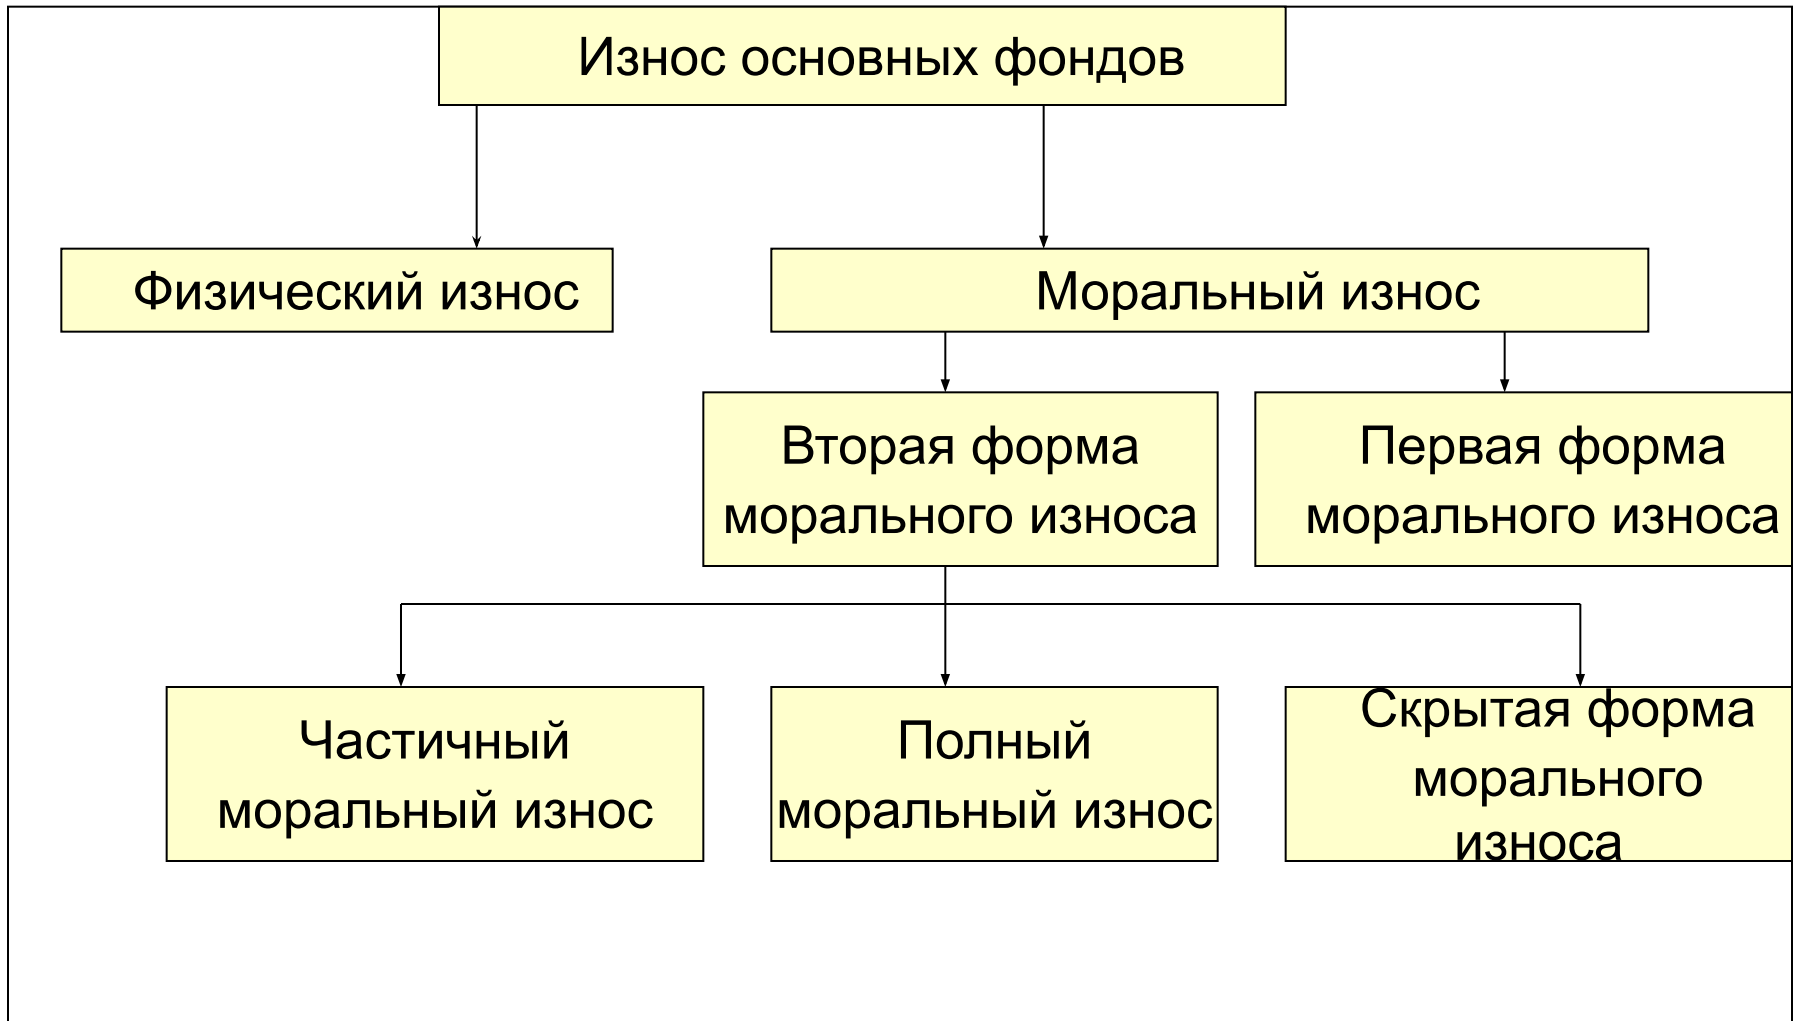 Износ основных фондов
Физический износ
Моральный износ
Вторая форма
морального износа
Первая форма
морального износа
Частичный
моральный износ
Полный
моральный износ
Скрытая форма
морального
износа